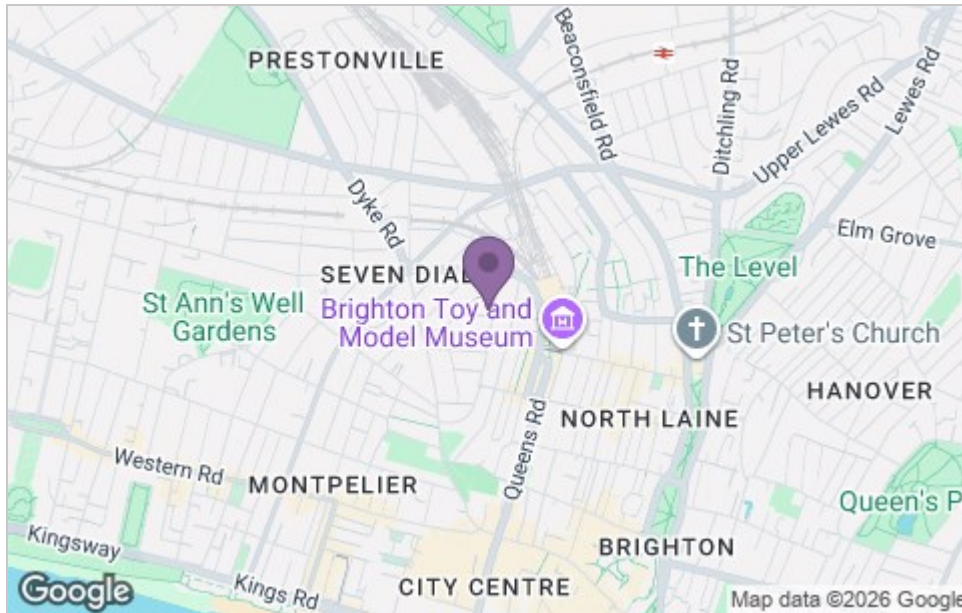 PRESTONVILLE
Beaconsfield Rd
Ditchling Rd
Upper Lewes Rd
Lewes Rd
Dyke Rd
Elm Grove
SEVEN DIAL
The Level
St Ann's Well
Gardens
Brighton Toy and
Model Museum
St Peter's Church
HANOVER
NORTH LAINE
Queens Rd
Western Rd
MONTPELIER
Queen's P
Kingsway
BRIGHTON
Kings Rd
CITY CENTRE
Google
Map data ©2026 Google